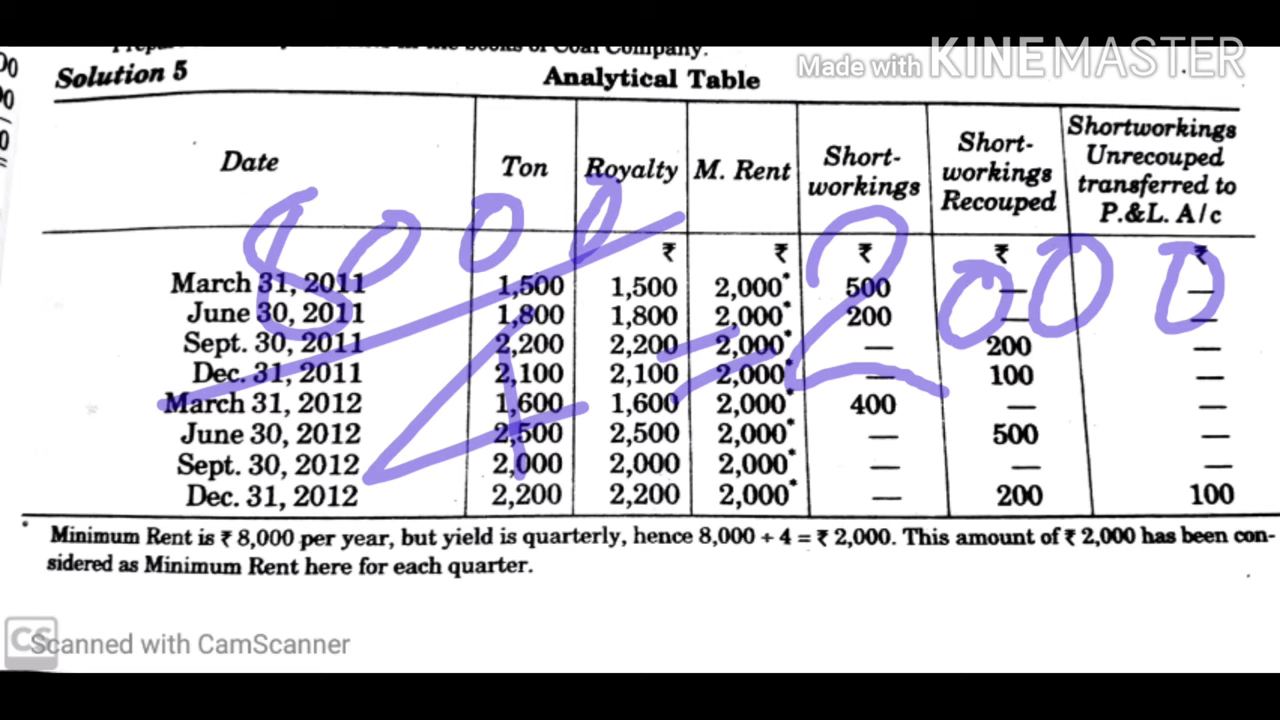 books of Coal Company.
Made with KINEMASTER
Solution 5
Analytical Table
Date Ton Royalty M. Rent Short-workings Short-workings Recouped Shortworkings Unrecouped transferred to P.&L. A/c
₹ ₹ ₹ ₹ ₹
March 31, 2011 1,500 1,500 2,000* 500 — —
June 30, 2011 1,800 1,800 2,000* 200 — —
Sept. 30, 2011 2,200 2,200 2,000* — 200 —
Dec. 31, 2011 2,100 2,100 2,000* — 100 —
March 31, 2012 1,600 1,600 2,000* 400 — —
June 30, 2012 2,500 2,500 2,000* — 500 —
Sept. 30, 2012 2,000 2,000 2,000* — — —
Dec. 31, 2012 2,200 2,200 2,000* — 200 100
8000/4 = 2000
* Minimum Rent is ₹ 8,000 per year, but yield is quarterly, hence 8,000 ÷ 4 = ₹ 2,000. This amount of ₹ 2,000 has been con-
sidered as Minimum Rent here for each quarter.
CS Scanned with CamScanner